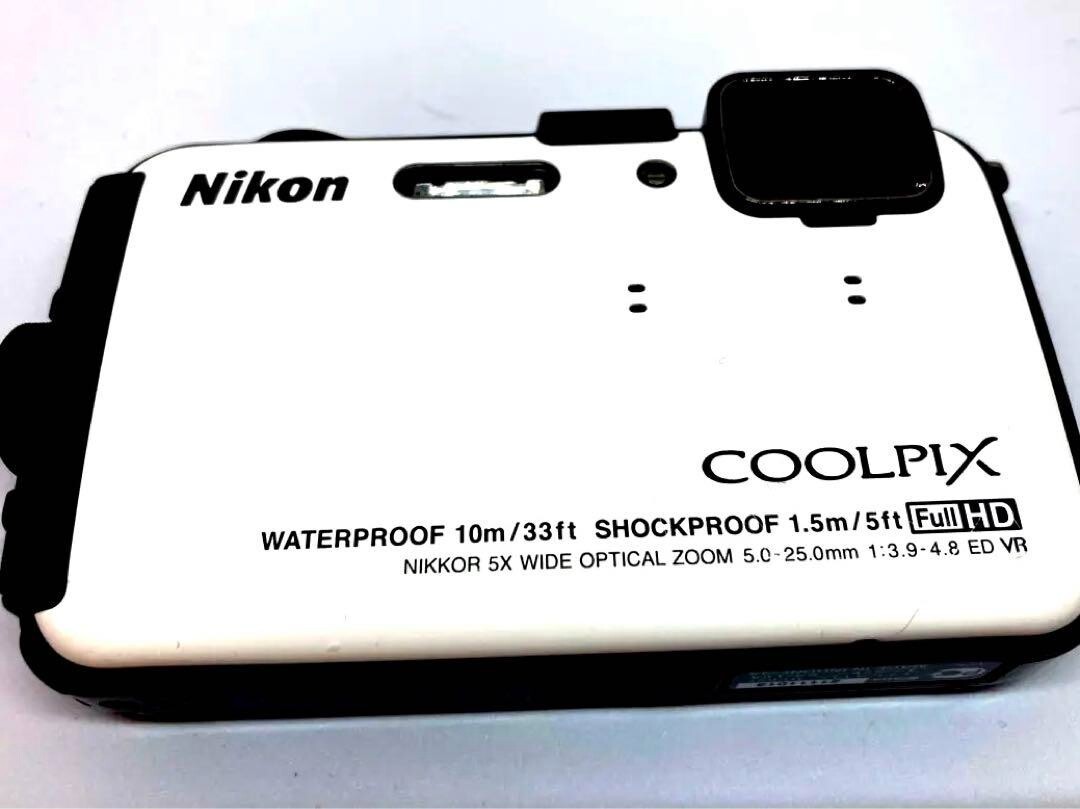 Nikon
COOLPIX
WATERPROOF 10m/33ft SHOCKPROOF 1.5m/5ft Full HD
NIKKOR 5X WIDE OPTICAL ZOOM 5.0-25.0mm 1:3.9-4.8 ED VR